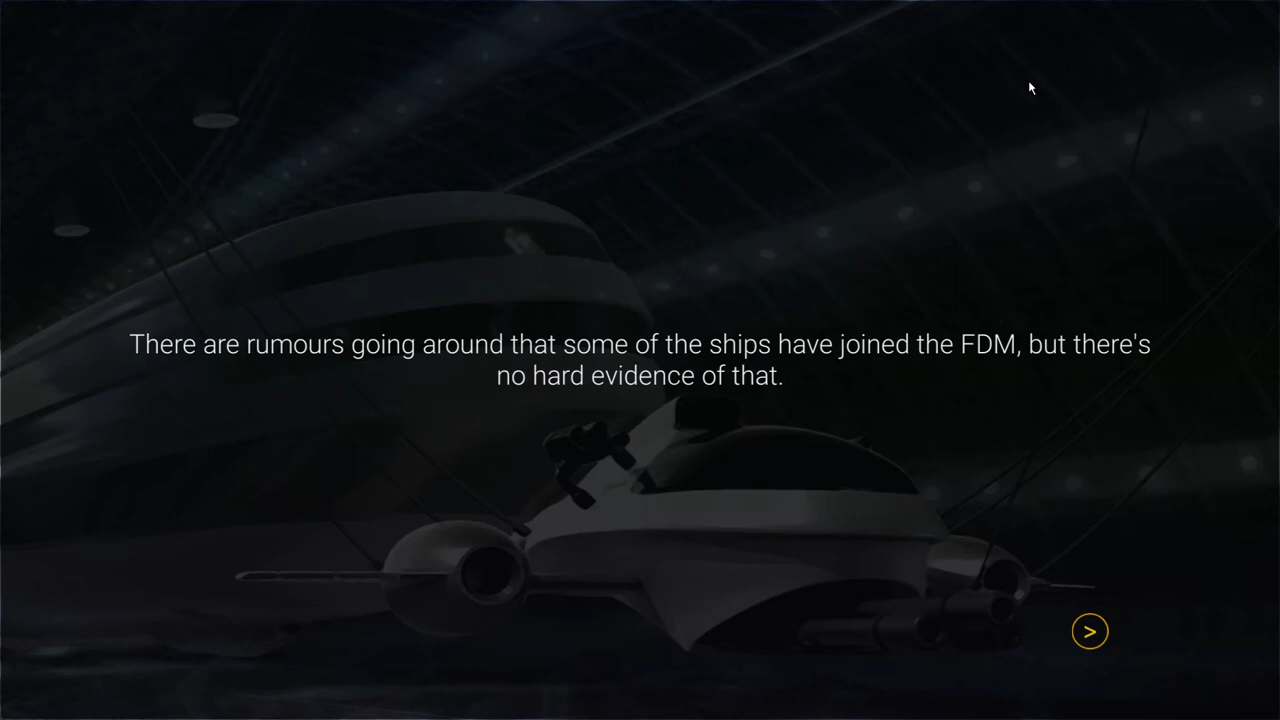 There are rumours going around that some of the ships have joined the FDM, but there's
no hard evidence of that.
>